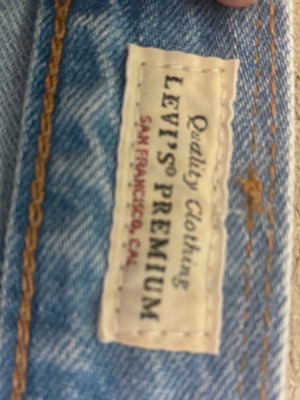 Quality Clothing
LEVI'S® PREMIUM
SAN FRANCISCO, CAL